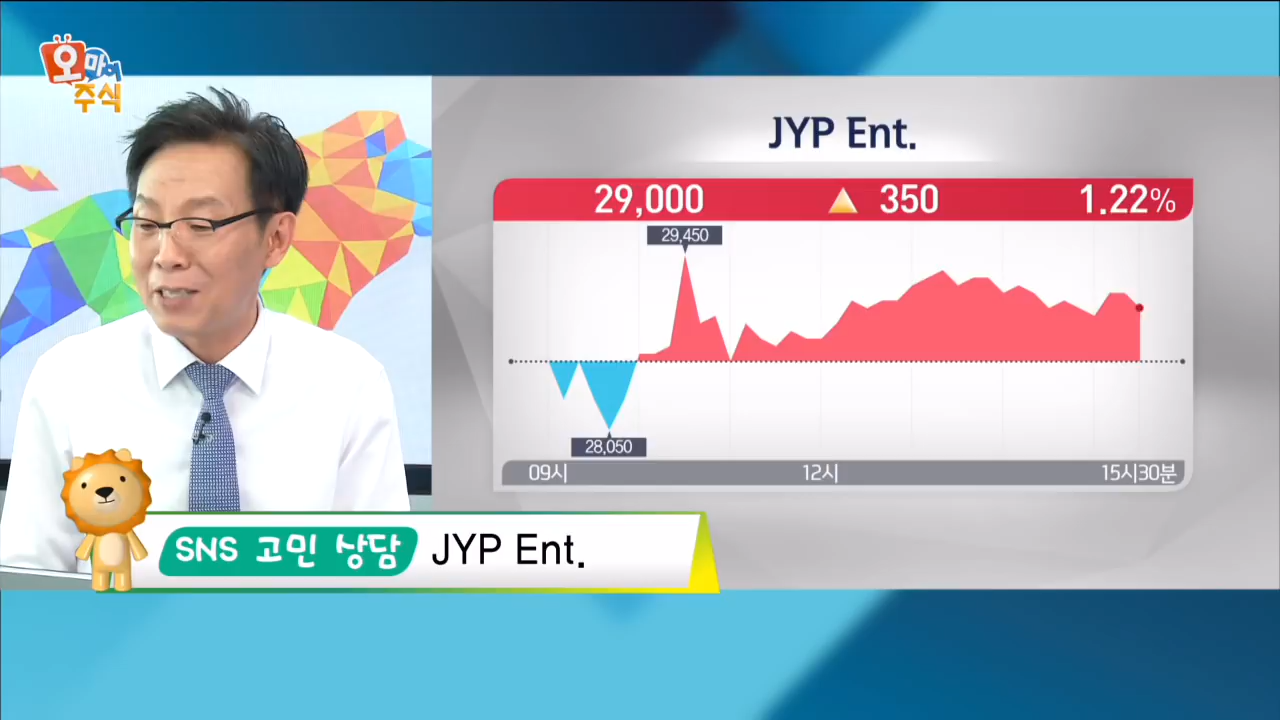 오마이
주식
JYP Ent.
29,000 ▲ 350 1.22%
29,450
28,050
09시 12시 15시30분
SNS 고민 상담 JYP Ent.